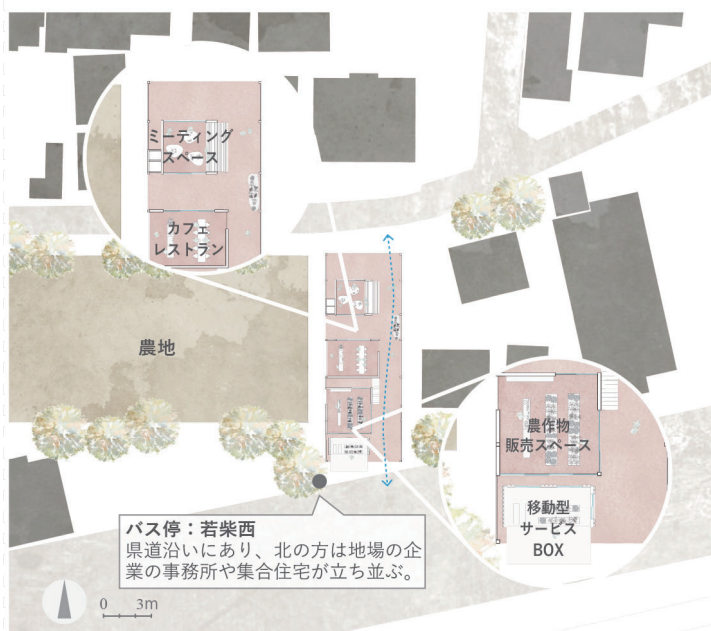 ミーティング
スペース
カフェ
レストラン
農地
農作物
販売スペース
移動型
サービス
BOX
バス停：若柴西
県道沿いにあり、北の方は地場の企
業の事務所や集合住宅が立ち並ぶ。
0 3m